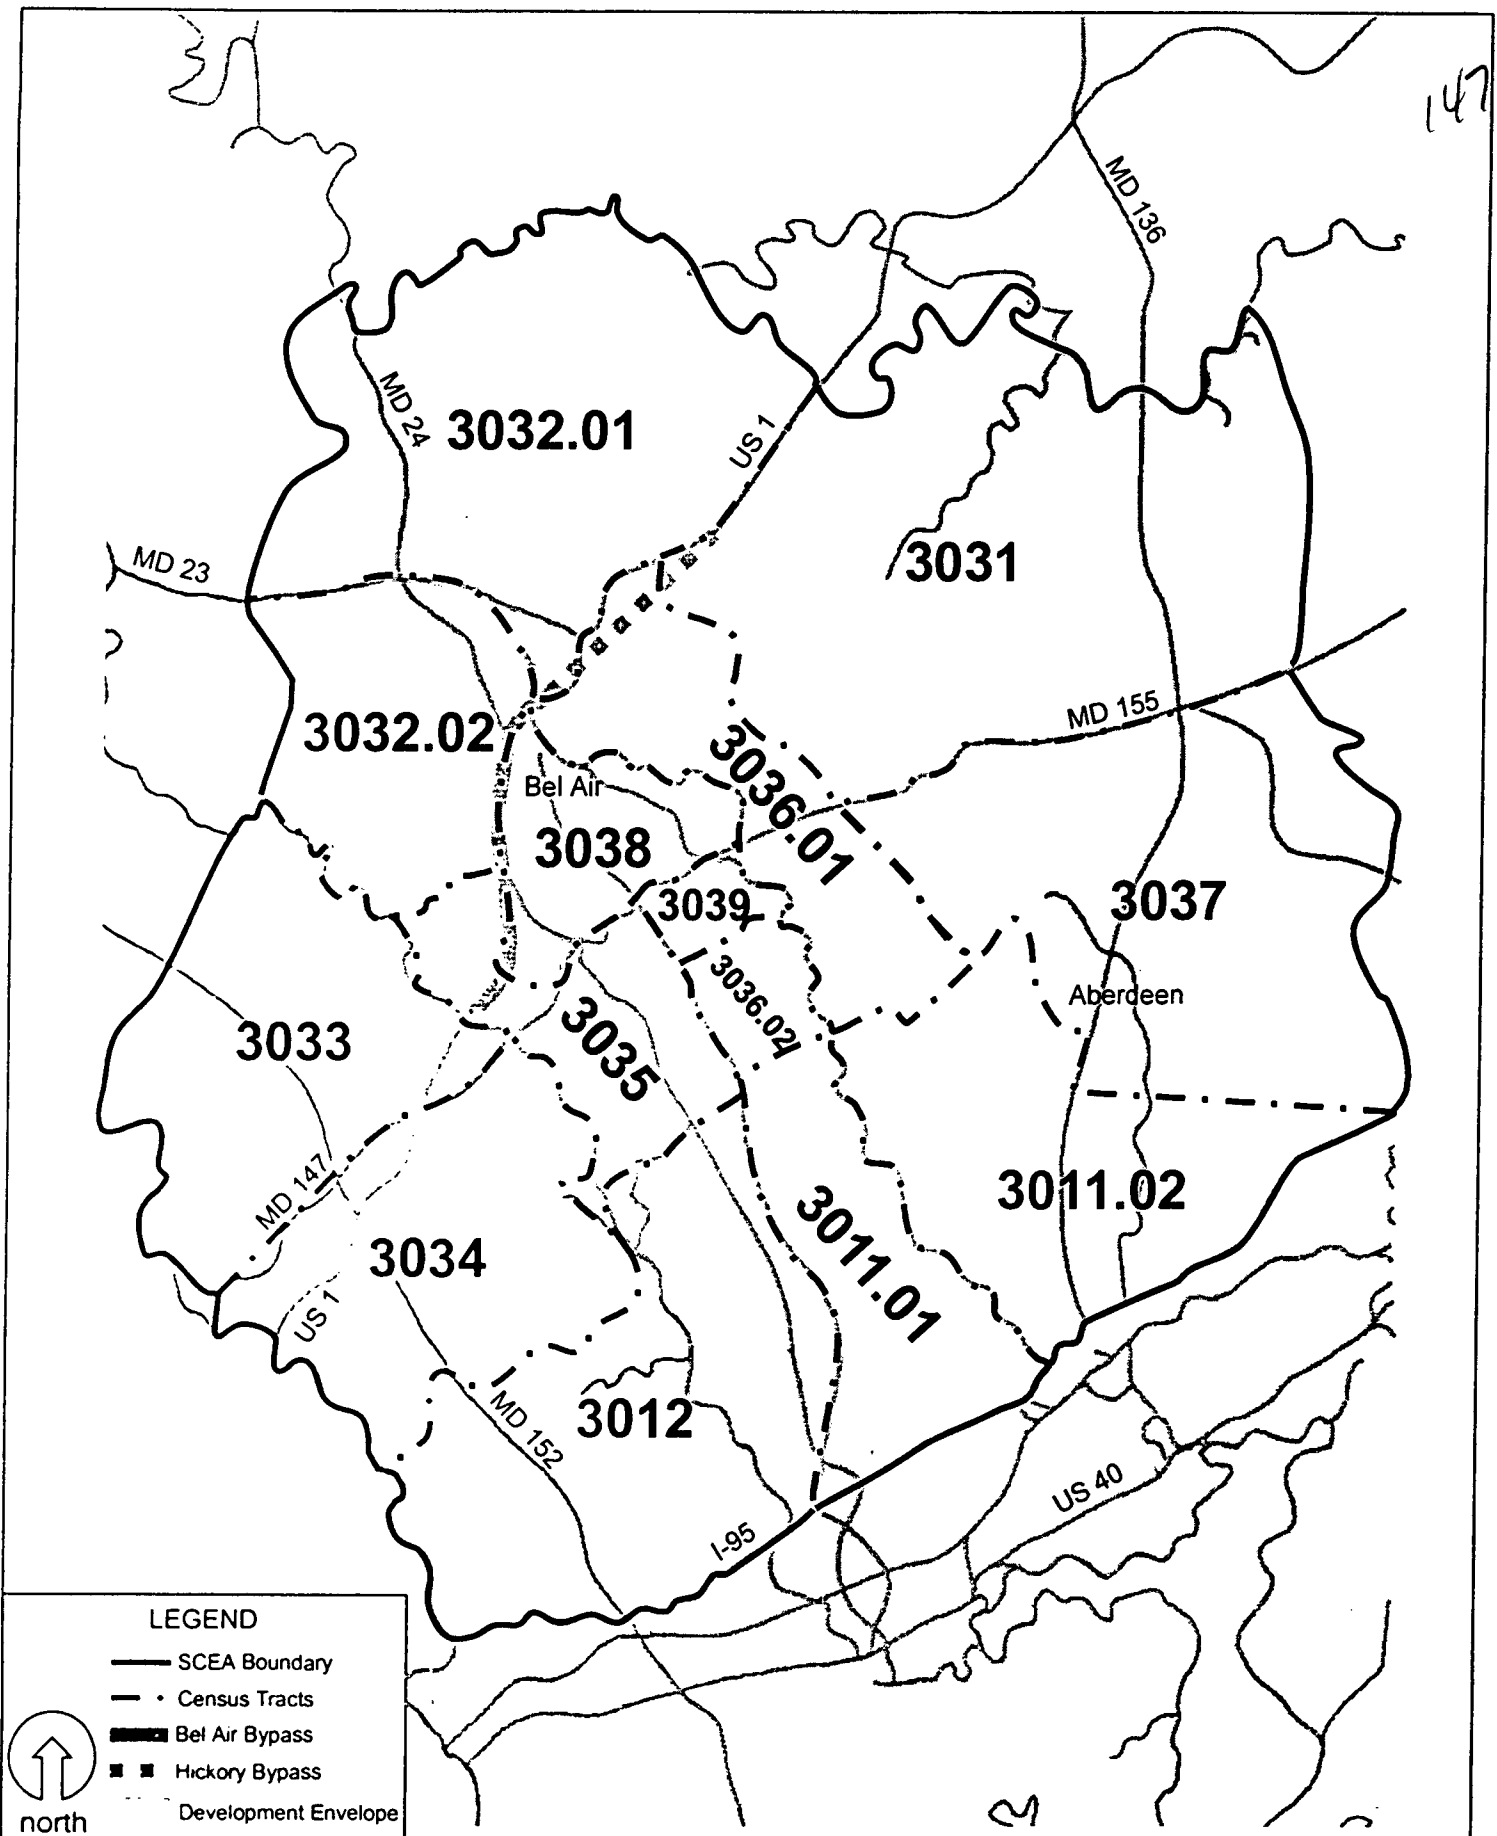 147
MD 136
MD 24
3032.01
US 1
3031
MD 23
MD 155
3032.02
3036.01
Bel Air
3038
3039
3037
3036.02
Aberdeen
3033
3035
3011.02
MD 147
3011.01
3034
US 1
3012
MD 152
US 40
I-95
LEGEND
SCEA Boundary
Census Tracts
Bel Air Bypass
Hickory Bypass
Development Envelope
north